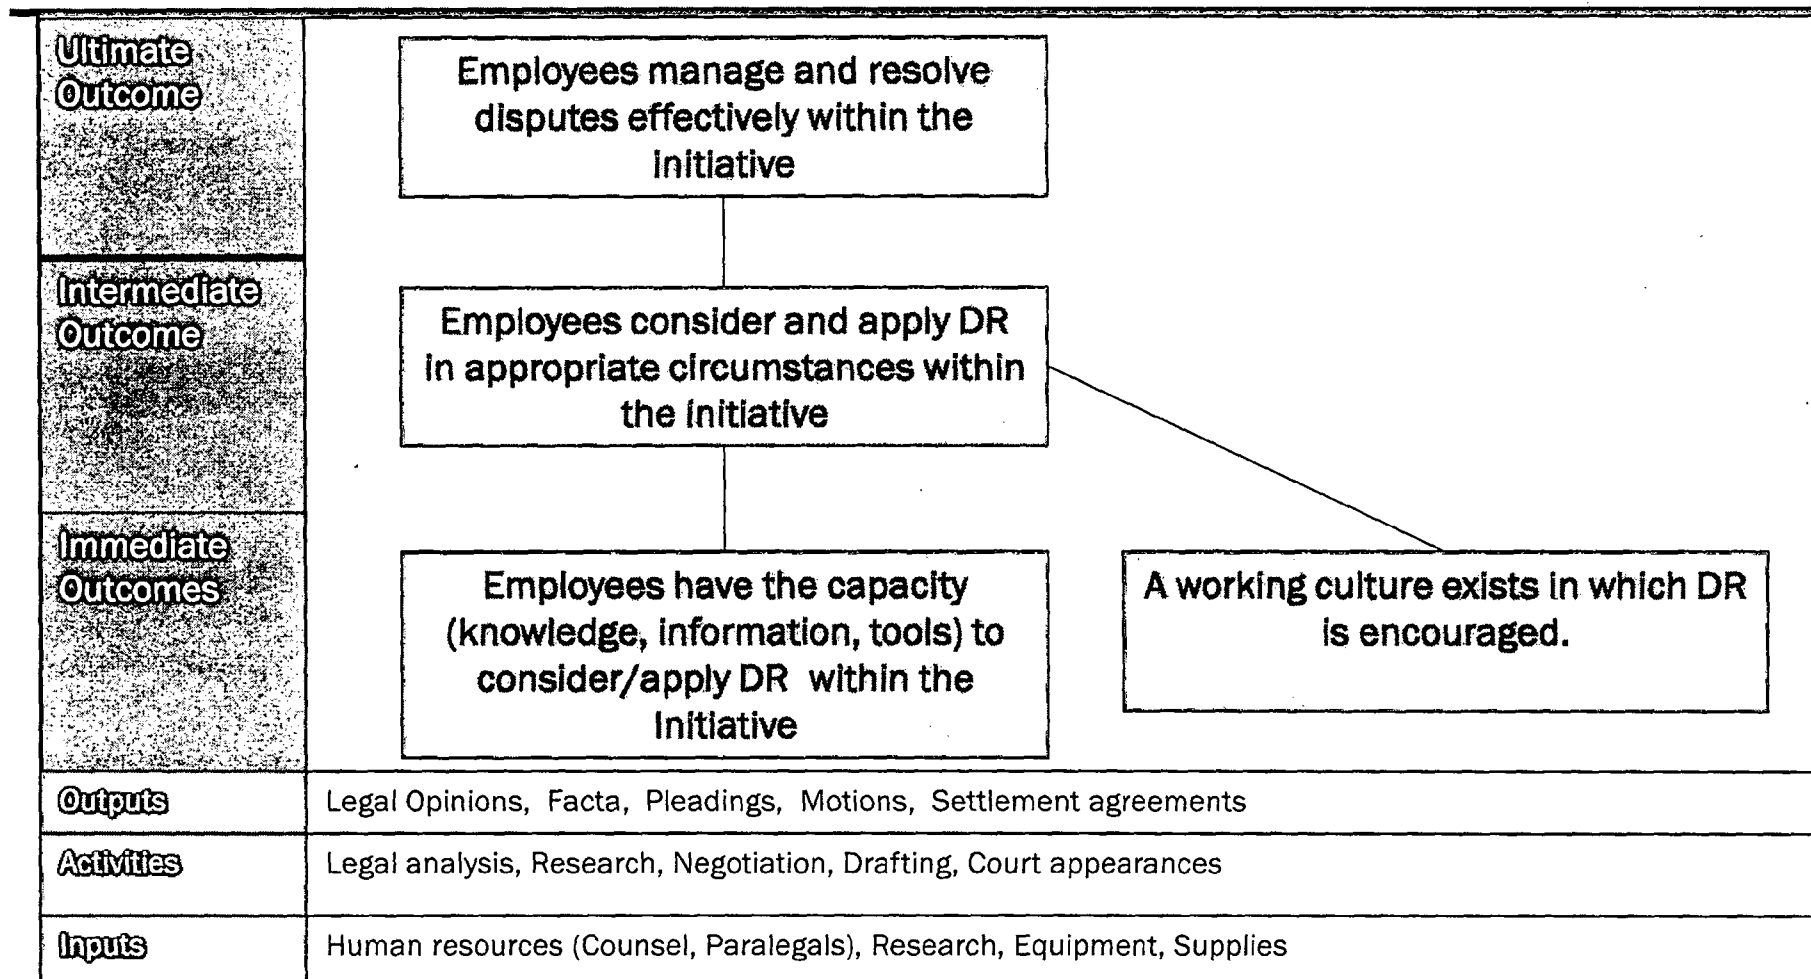 Ultimate
Outcome
Employees manage and resolve
disputes effectively within the
initiative
Intermediate
Outcome
Employees consider and apply DR
in appropriate circumstances within
the Initiative
Immediate
Outcomes
Employees have the capacity
(knowledge, information, tools) to
consider/apply DR within the
Initiative
A working culture exists in which DR
is encouraged.
Outputs
Legal Opinions, Facta, Pleadings, Motions, Settlement agreements
Activities
Legal analysis, Research, Negotiation, Drafting, Court appearances
Inputs
Human resources (Counsel, Paralegals), Research, Equipment, Supplies